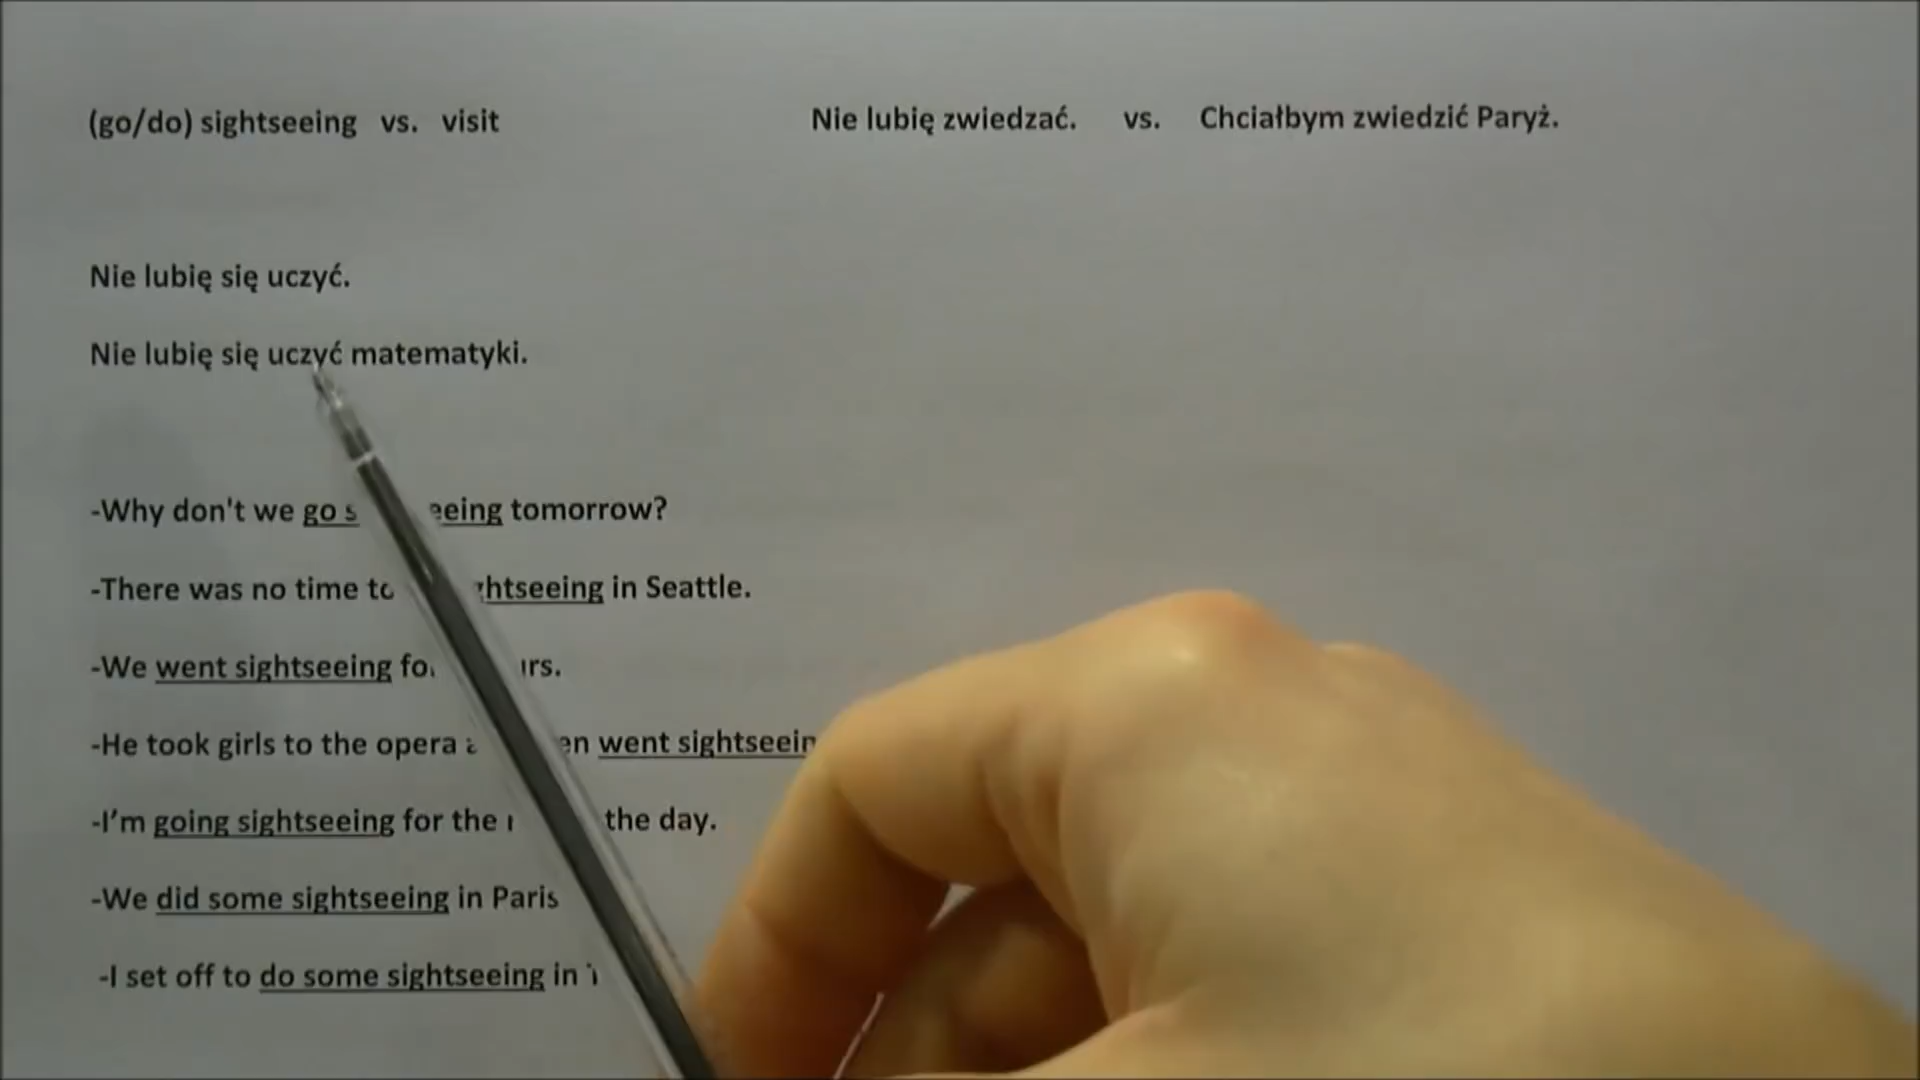 (go/do) sightseeing vs. visit Nie lubię zwiedzać. vs. Chciałbym zwiedzić Paryż.
Nie lubię się uczyć.
Nie lubię się uczyć matematyki.
-Why don't we go tomorrow?
-There was no time in Seattle.
-We went sightseeing
-He took girls to the opera went
-I'm going sightseeing for the the day.
-We did some sightseeing in Paris
-I set off to do some sightseeing in